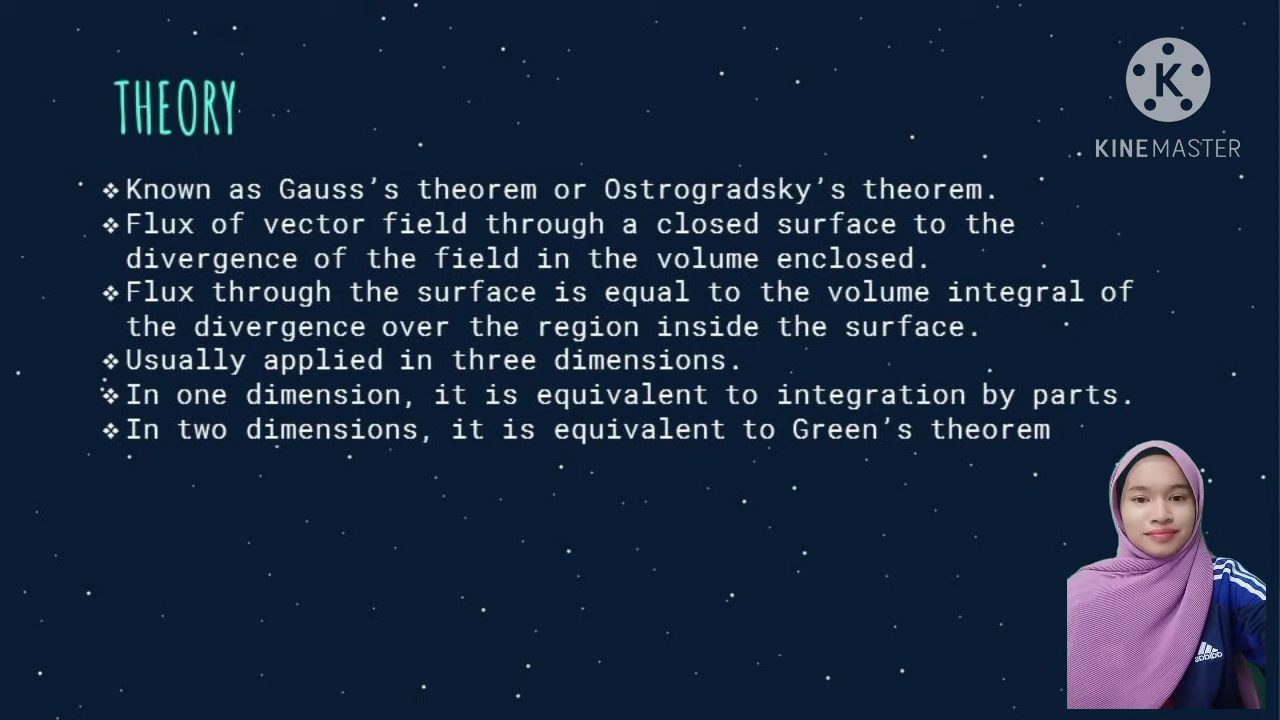 THEORY
K
KINEMASTER
❖Known as Gauss’s theorem or Ostrogradsky’s theorem.
❖Flux of vector field through a closed surface to the
divergence of the field in the volume enclosed.
❖Flux through the surface is equal to the volume integral of
the divergence over the region inside the surface.
❖Usually applied in three dimensions.
❖In one dimension, it is equivalent to integration by parts.
❖In two dimensions, it is equivalent to Green’s theorem
adidas